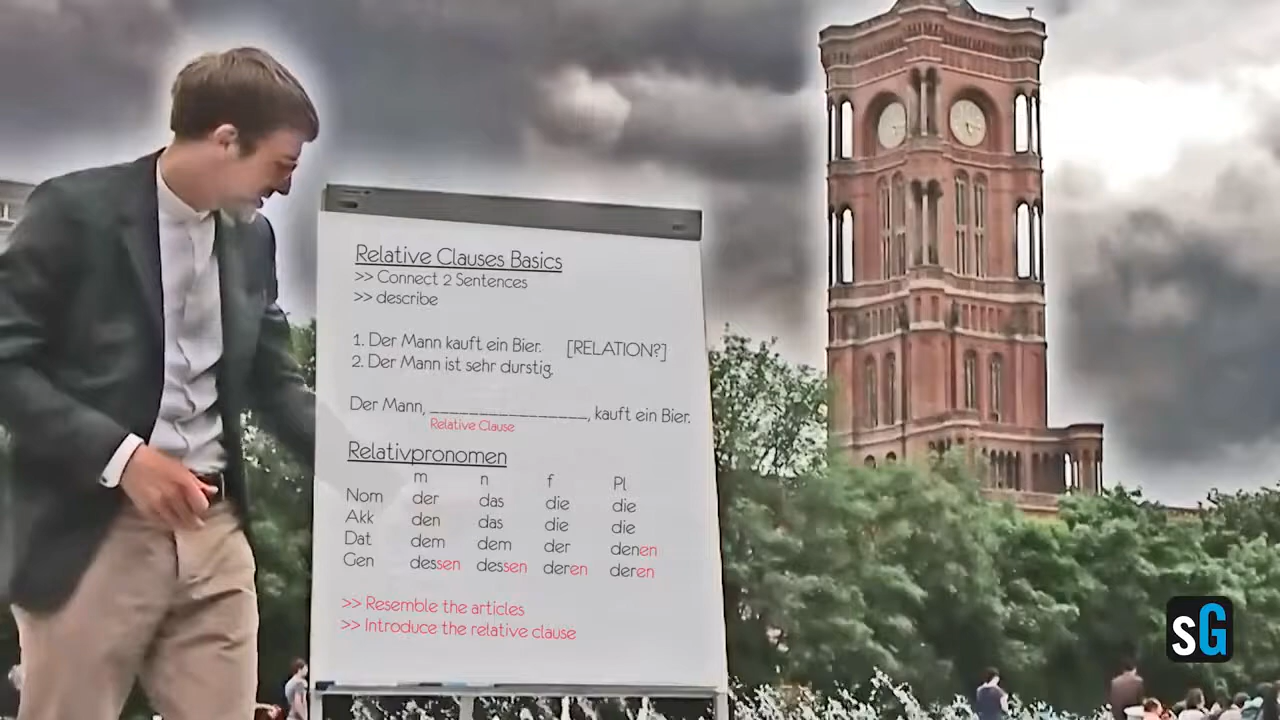 Relative Clauses Basics
>> Connect 2 Sentences
>> describe
1. Der Mann kauft ein Bier. [RELATION?]
2. Der Mann ist sehr durstig.
Der Mann, _________________, kauft ein Bier.
Relative Clause
Relativpronomen
m n f Pl
Nom der das die die
Akk den das die die
Dat dem dem der denen
Gen dessen dessen deren deren
>> Resemble the articles
>> Introduce the relative clause
sG